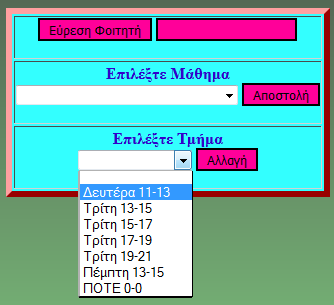 Εύρεση Φοιτητή
Επιλέξτε Μάθημα
Αποστολή
Επιλέξτε Τμήμα
Αλλαγή
Δευτέρα 11-13
Τρίτη 13-15
Τρίτη 15-17
Τρίτη 17-19
Τρίτη 19-21
Πέμπτη 13-15
ΠΟΤΕ 0-0